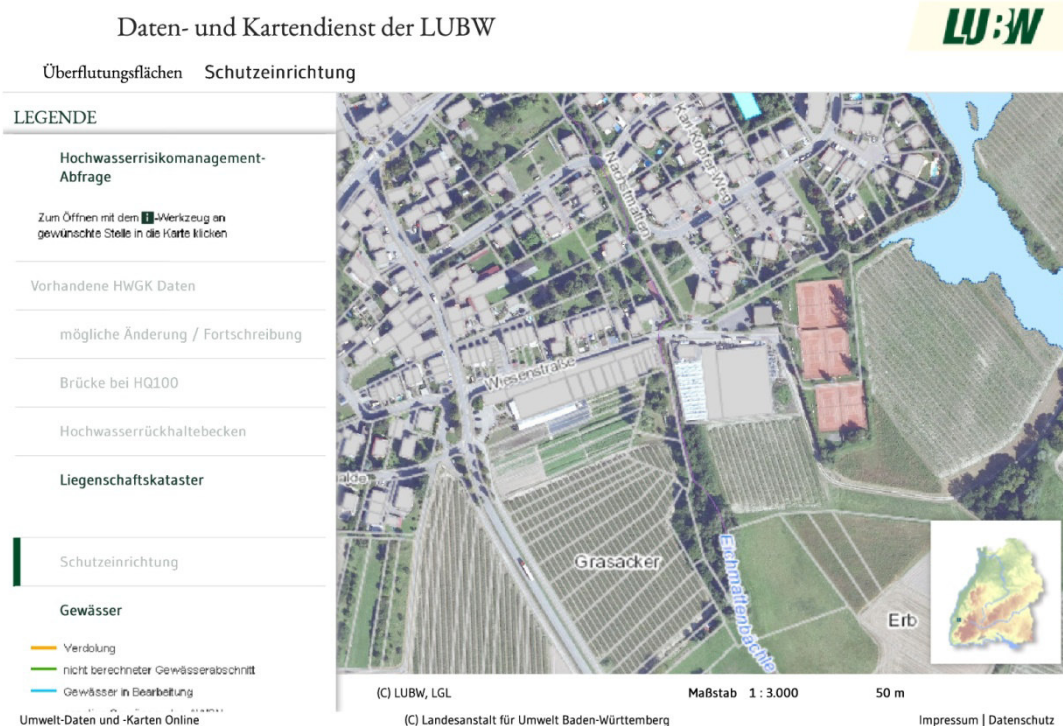 Daten- und Kartendienst der LUBW
LUBW
Überflutungsflächen Schutzeinrichtung
LEGENDE
Hochwasserrisikomanagement-
Abfrage
Zum Öffnen mit dem i-Werkzeug an
gewünschte Stelle in die Karte klicken
Vorhandene HWGK Daten
mögliche Änderung / Fortschreibung
Brücke bei HQ100
Hochwasserrückhaltebecken
Liegenschaftskataster
Schutzeinrichtung
Gewässer
Verdolung
nicht berechneter Gewässerabschnitt
Gewässer in Bearbeitung
Karl-Kopfer-Weg
Nachtmatten
Wiesenstraße
Grasacker
Eichmattenbächle
Erb
(C) LUBW, LGL
Maßstab 1 : 3.000
50 m
Umwelt-Daten und -Karten Online
(C) Landesanstalt für Umwelt Baden-Württemberg
Impressum | Datenschutz